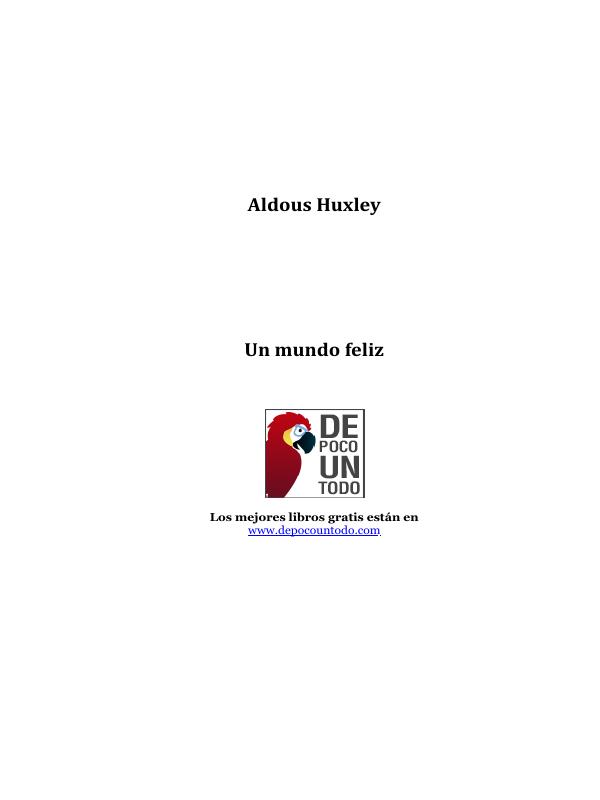 Aldous Huxley
Un mundo feliz
DE
POCO
UN
TODO
Los mejores libros gratis están en
www.depocountodo.com